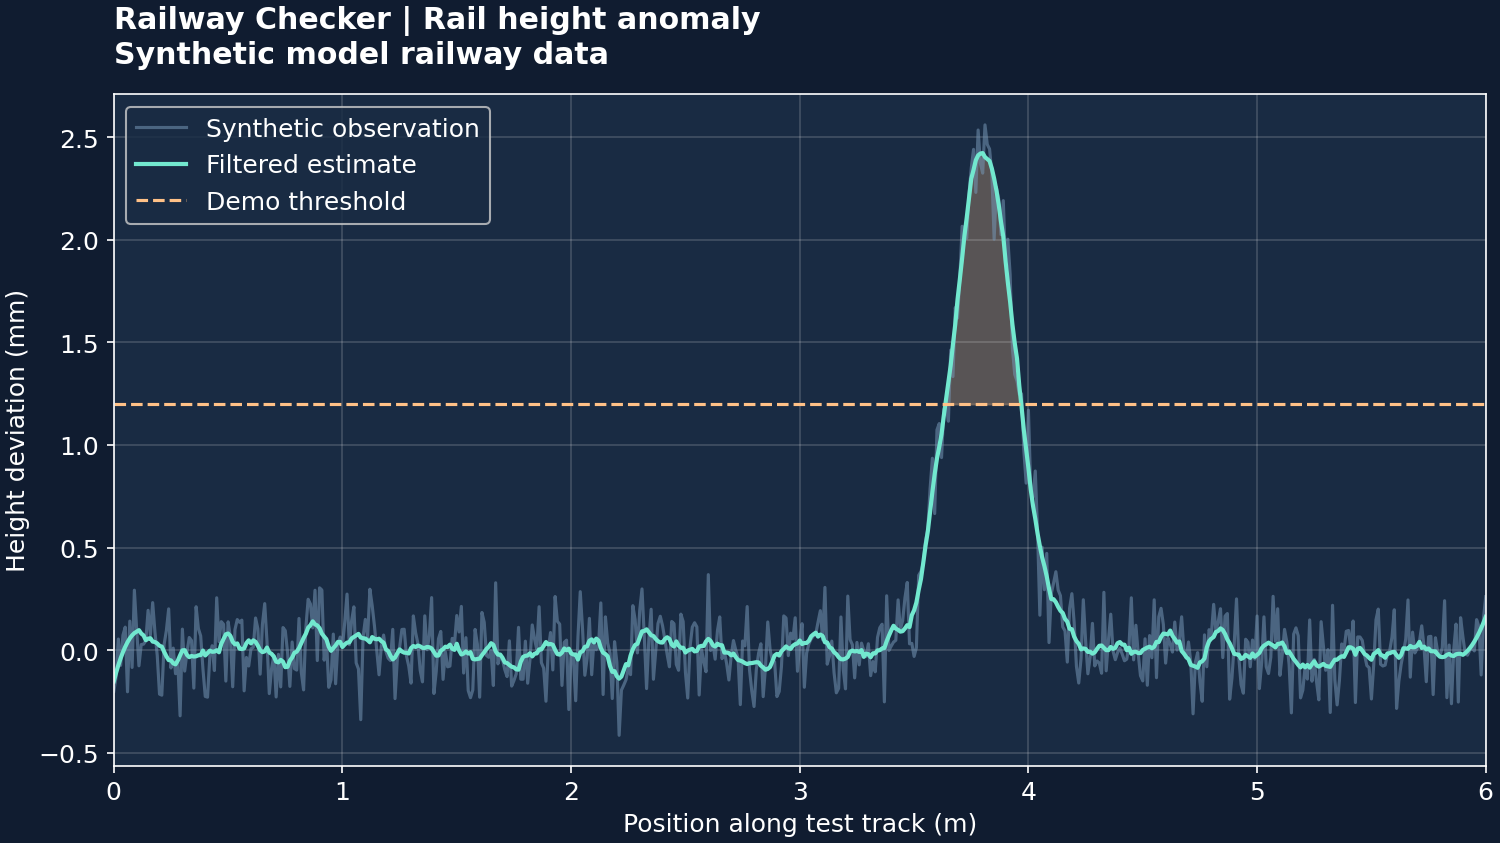 Railway Checker | Rail height anomaly
Synthetic model railway data
Synthetic observation
Filtered estimate
Demo threshold
Height deviation (mm)
2.5
2.0
1.5
1.0
0.5
0.0
−0.5
0 1 2 3 4 5 6
Position along test track (m)